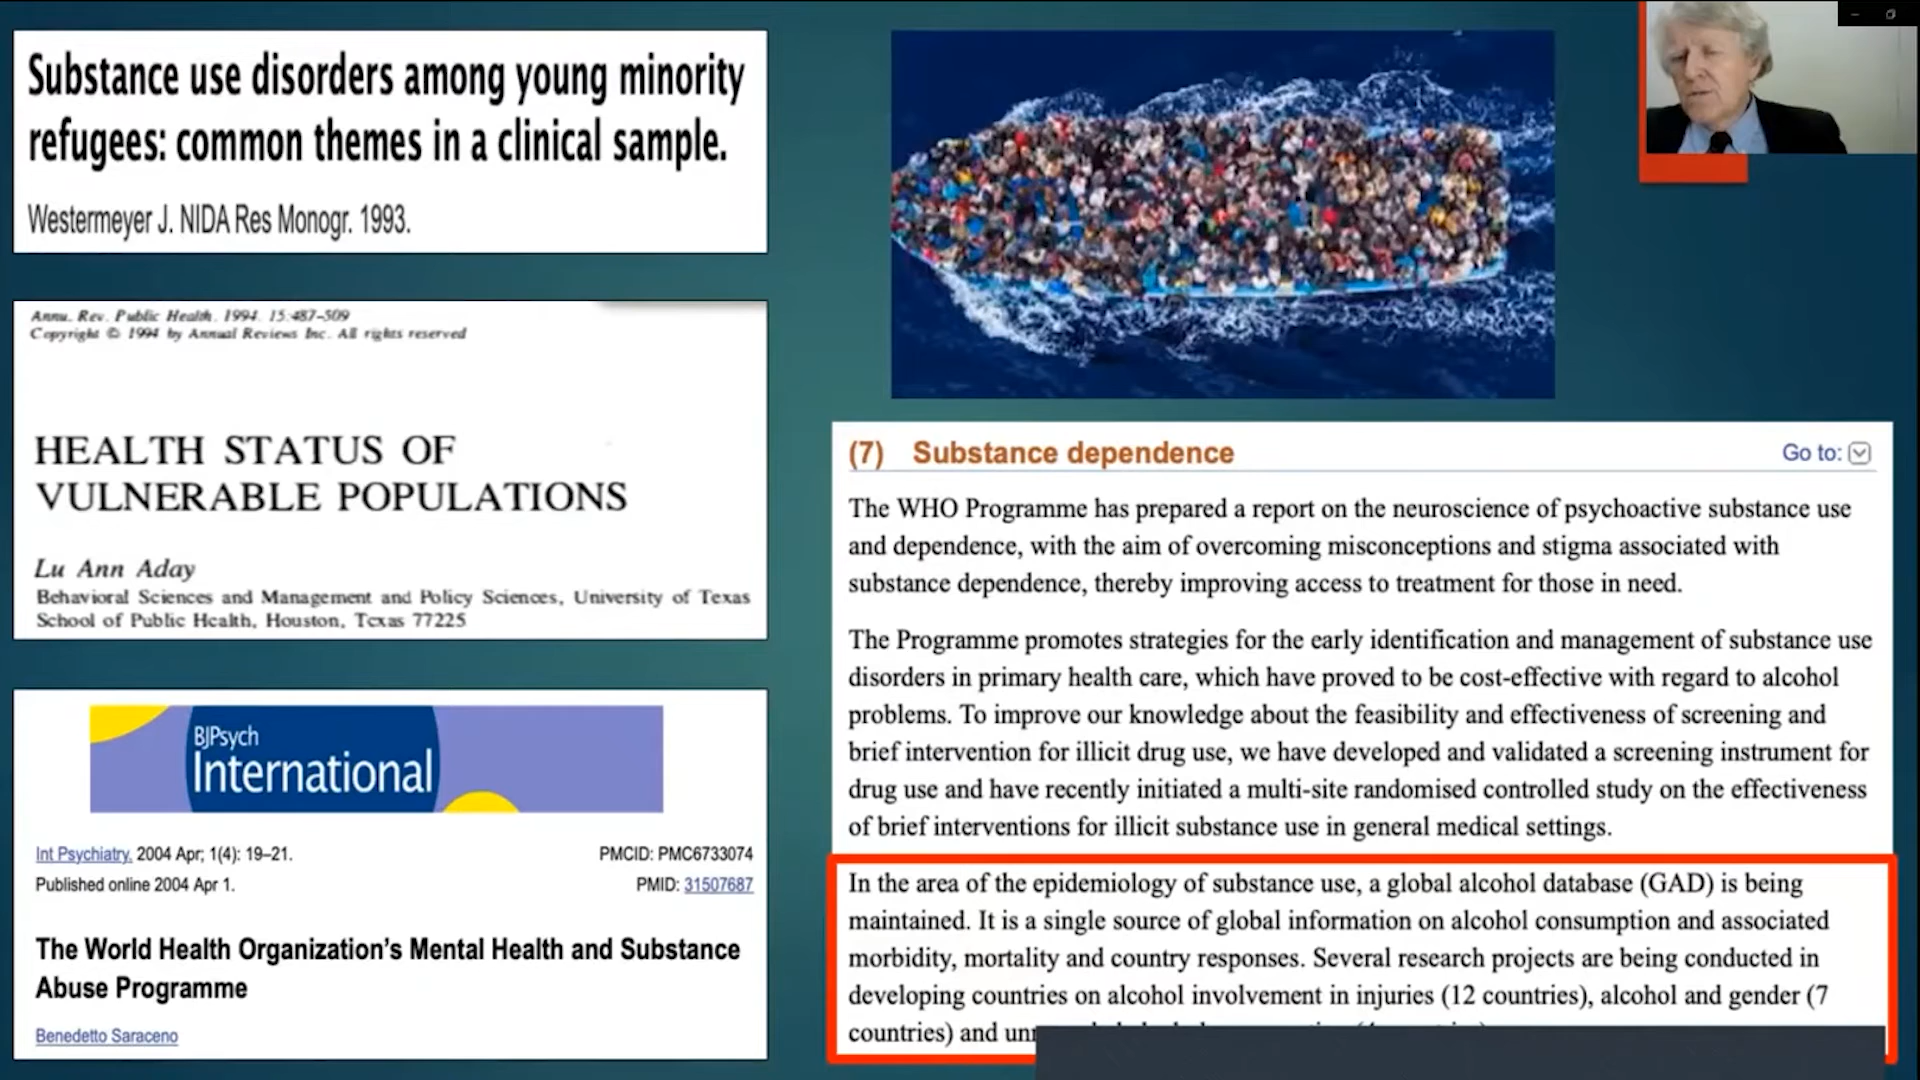 Substance use disorders among young minority
refugees: common themes in a clinical sample.
Westermeyer J. NIDA Res Monogr. 1993.
Annu. Rev. Public Health. 1994. 15:487–509
Copyright © 1994 by Annual Reviews Inc. All rights reserved
HEALTH STATUS OF
VULNERABLE POPULATIONS
Lu Ann Aday
Behavioral Sciences and Management and Policy Sciences, University of Texas
School of Public Health, Houston, Texas 77225
BJPsych
International
Int Psychiatry. 2004 Apr; 1(4): 19–21.
PMCID: PMC6733074
Published online 2004 Apr 1.
PMID: 31507687
The World Health Organization's Mental Health and Substance
Abuse Programme
Benedetto Saraceno
(7) Substance dependence
Go to:
The WHO Programme has prepared a report on the neuroscience of psychoactive substance use
and dependence, with the aim of overcoming misconceptions and stigma associated with
substance dependence, thereby improving access to treatment for those in need.
The Programme promotes strategies for the early identification and management of substance use
disorders in primary health care, which have proved to be cost-effective with regard to alcohol
problems. To improve our knowledge about the feasibility and effectiveness of screening and
brief intervention for illicit drug use, we have developed and validated a screening instrument for
drug use and have recently initiated a multi-site randomised controlled study on the effectiveness
of brief interventions for illicit substance use in general medical settings.
In the area of the epidemiology of substance use, a global alcohol database (GAD) is being
maintained. It is a single source of global information on alcohol consumption and associated
morbidity, mortality and country responses. Several research projects are being conducted in
developing countries on alcohol involvement in injuries (12 countries), alcohol and gender (7
countries) and